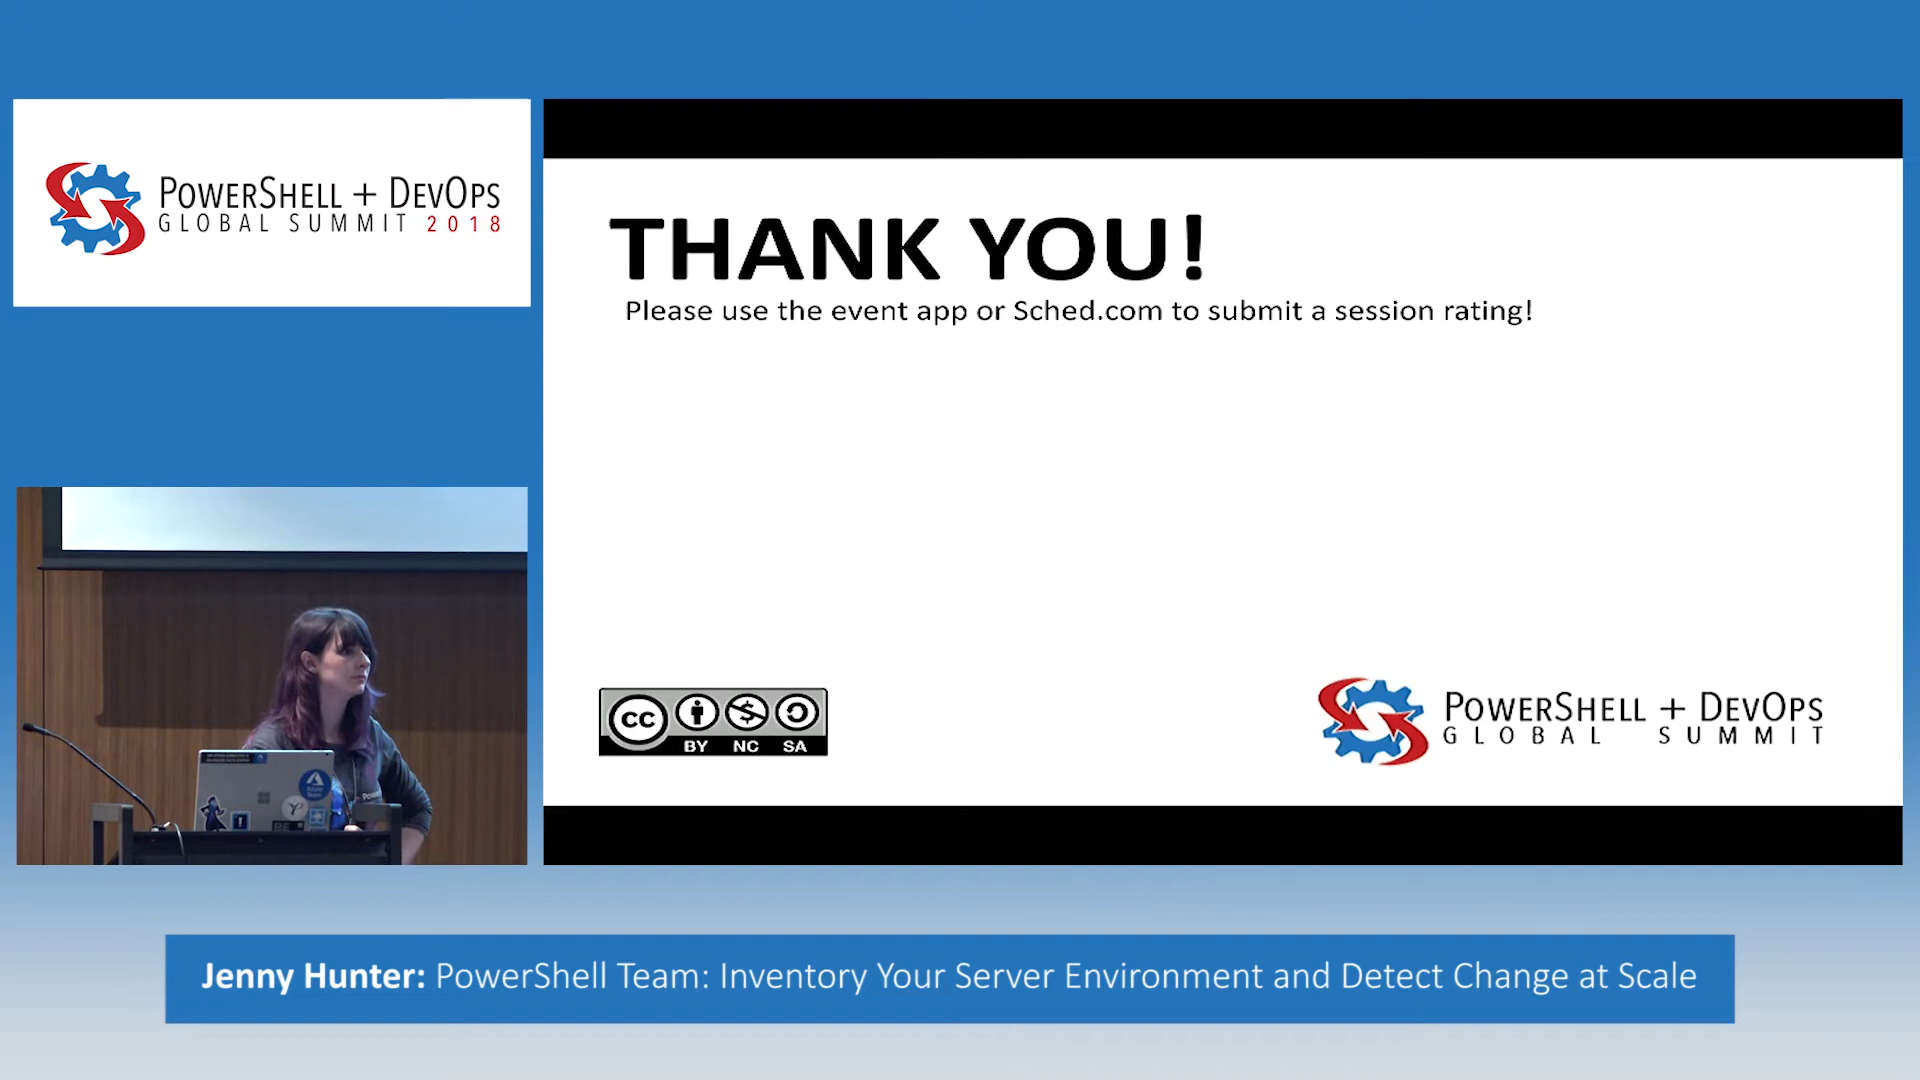 PowerShell + DevOps
GLOBAL SUMMIT 2018
THANK YOU!
Please use the event app or Sched.com to submit a session rating!
CC
BY NC SA
PowerShell + DevOps
GLOBAL SUMMIT
Azure
Jenny Hunter: PowerShell Team: Inventory Your Server Environment and Detect Change at Scale